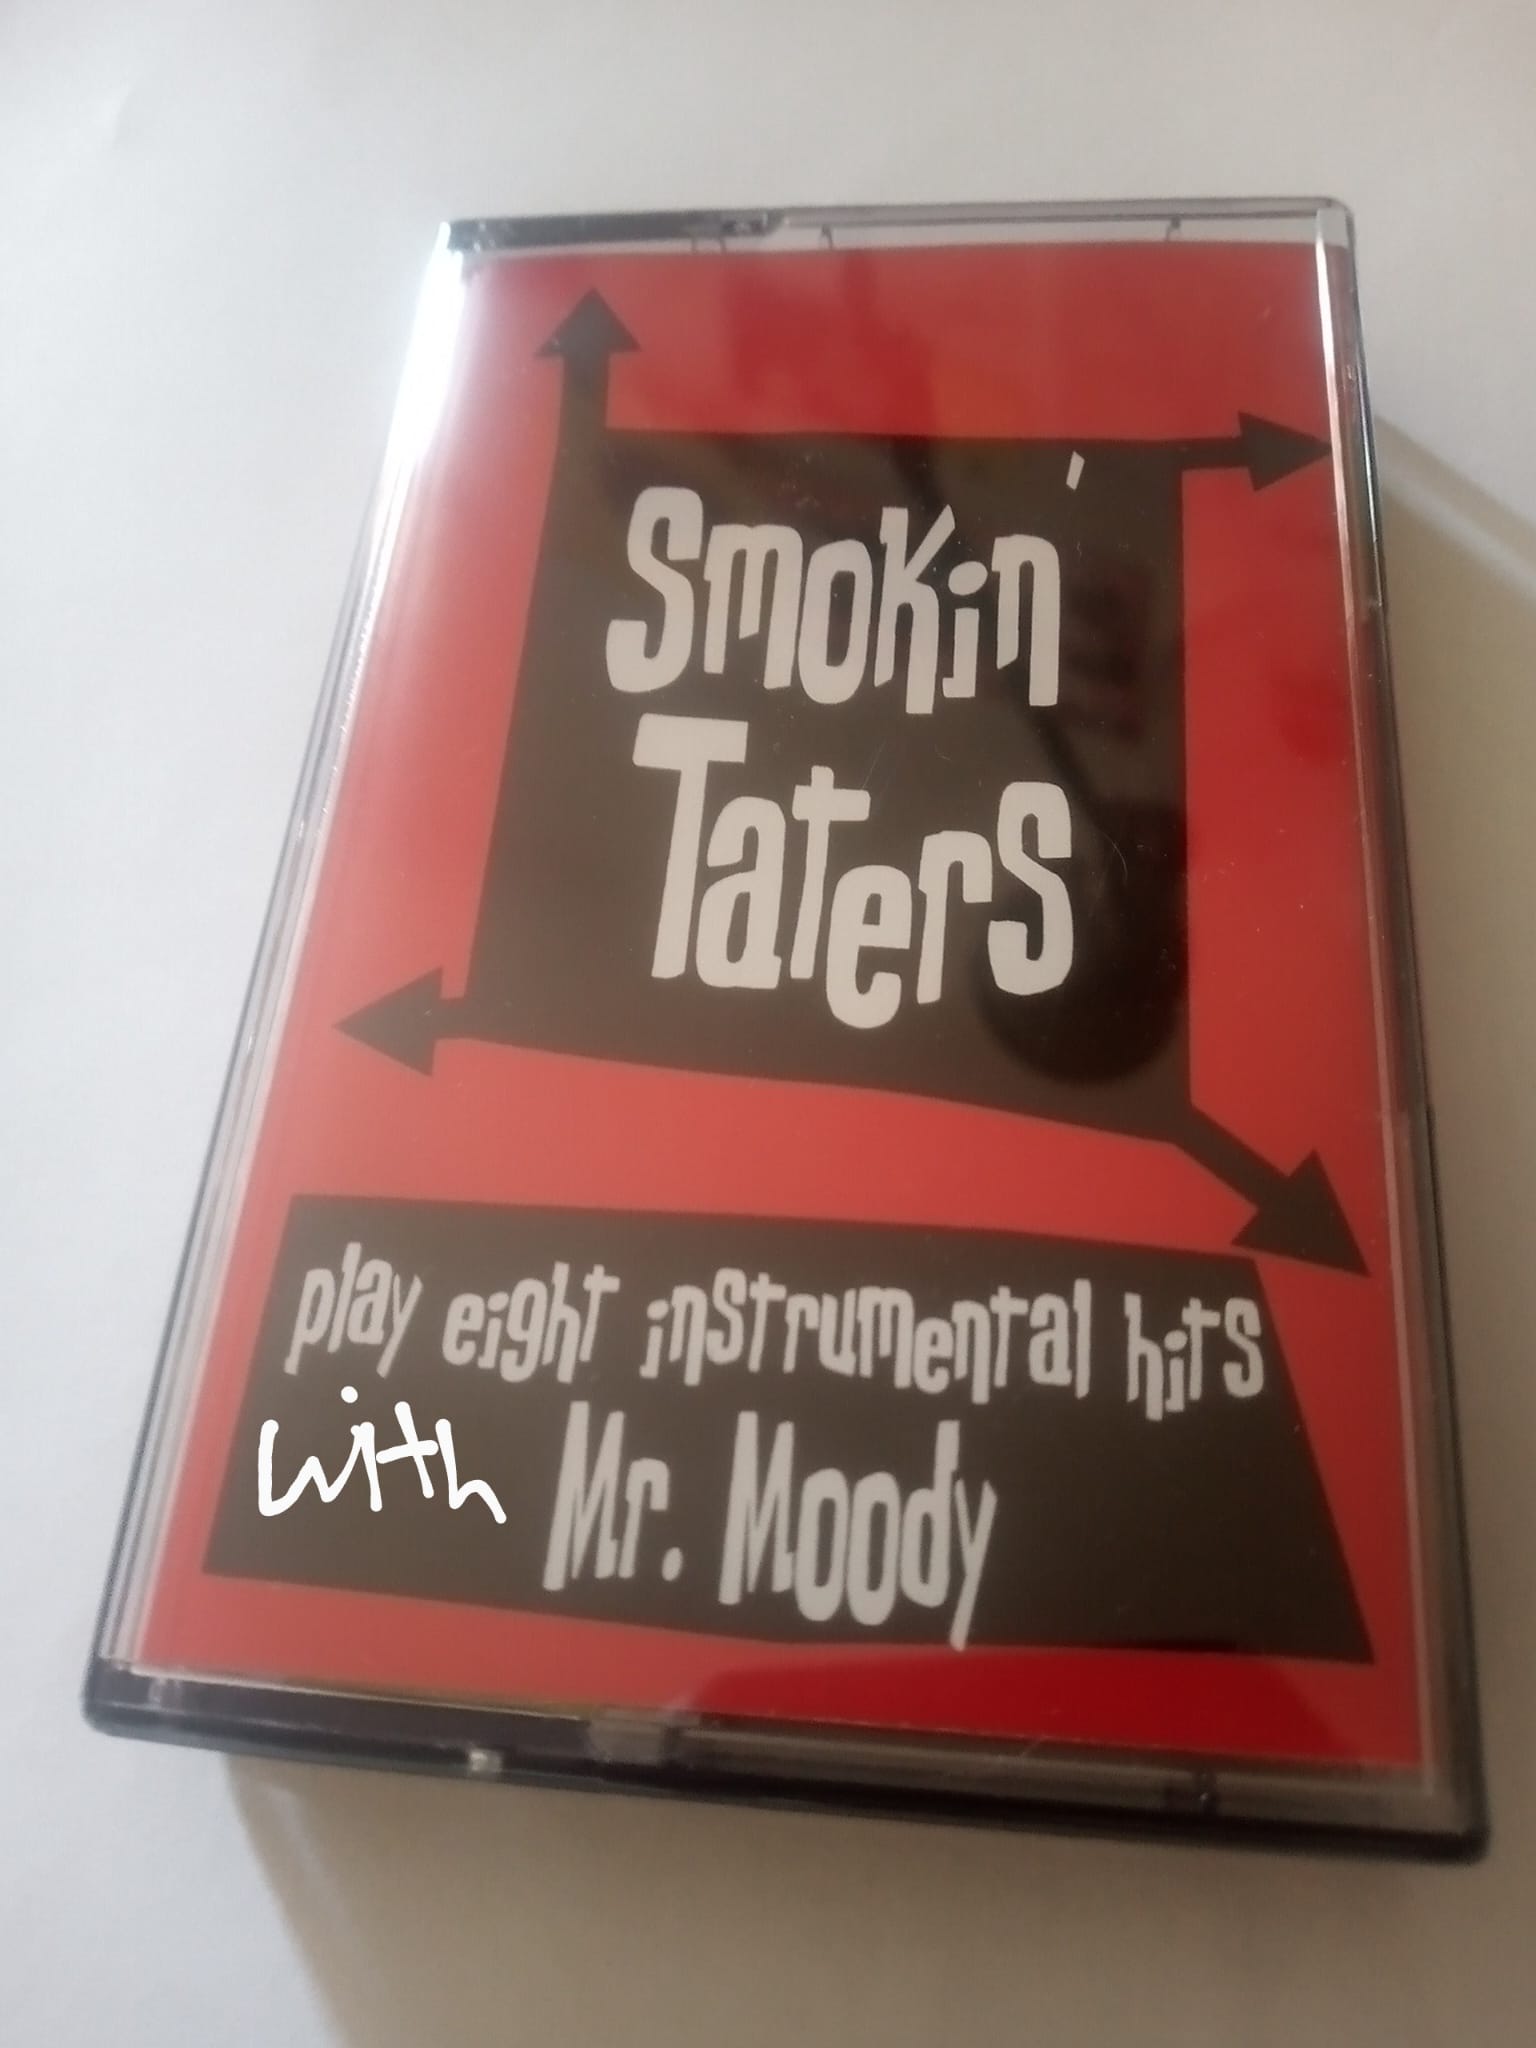 Smokin'
Taters
play eight instrumental hits
with Mr. Moody